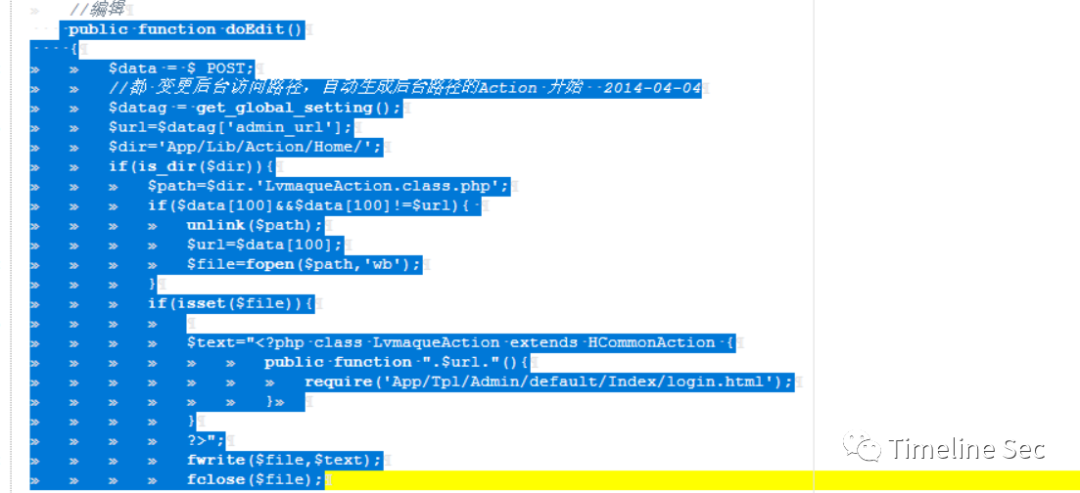 //编辑
public function doEdit()
{
$data = $_POST;
//都 变更后台访问路径，自动生成后台路径的Action 开始  2014-04-04
$datag = get_global_setting();
$url=$datag['admin_url'];
$dir='App/Lib/Action/Home/';
if(is_dir($dir)){
$path=$dir.'LvmaqueAction.class.php';
if($data[100]&&$data[100]!=$url){
unlink($path);
$url=$data[100];
$file=fopen($path,'wb');
}
if(isset($file)){
$text="<?php class LvmaqueAction extends HCommonAction {
public function ".$url."(){
require('App/Tpl/Admin/default/Index/login.html');
}
}
?>";
fwrite($file,$text);
fclose($file);
Timeline Sec